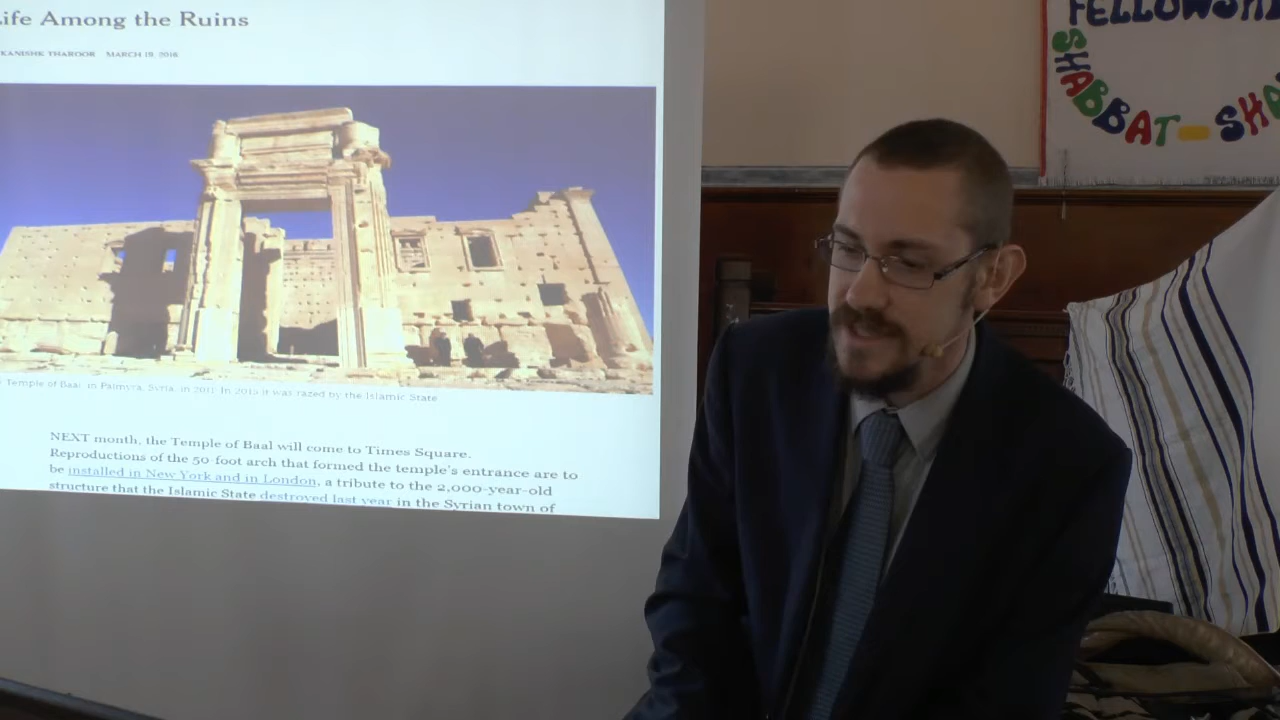 ife Among the Ruins
KANISHK THAROOR MARCH 19, 2016
Temple of Baal, in Palmyra, Syria, in 2011. In 2015 it was razed by the Islamic State
NEXT month, the Temple of Baal will come to Times Square.
Reproductions of the 50-foot arch that formed the temple's entrance are to
be installed in New York and in London, a tribute to the 2,000-year-old
structure that the Islamic State destroyed last year in the Syrian town of
FELLOWSHI
SHABBAT-SHA